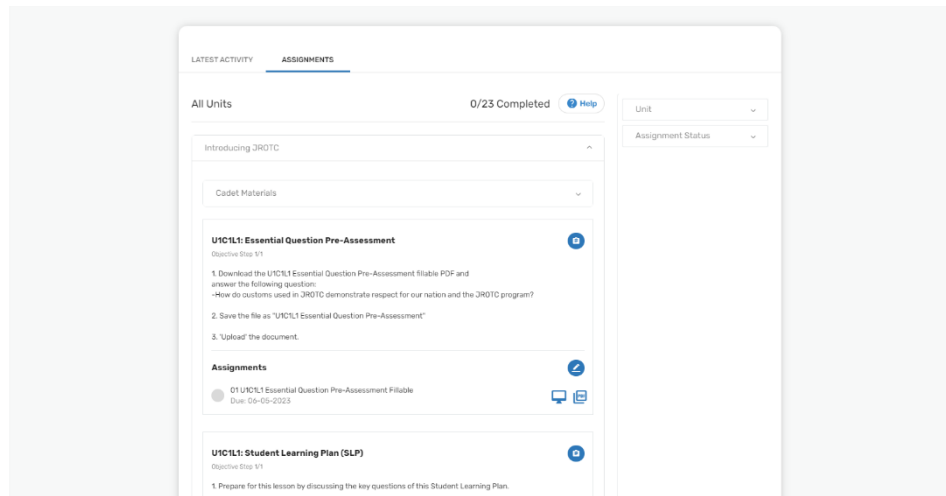 LATEST ACTIVITY ASSIGNMENTS
All Units 0/23 Completed ? Help
Unit
Assignment Status
Introducing JROTC
Cadet Materials
U1C1L1: Essential Question Pre-Assessment
Objective Step 1/1
1. Download the U1C1L1 Essential Question Pre-Assessment fillable PDF and
answer the following question:
-How do customs used in JROTC demonstrate respect for our nation and the JROTC program?
2. Save the file as "U1C1L1 Essential Question Pre-Assessment"
3. 'Upload' the document.
Assignments
01 U1C1L1 Essential Question Pre-Assessment Fillable
Due: 06-05-2023
PDF
U1C1L1: Student Learning Plan (SLP)
Objective Step 1/1
1. Prepare for this lesson by discussing the key questions of this Student Learning Plan.